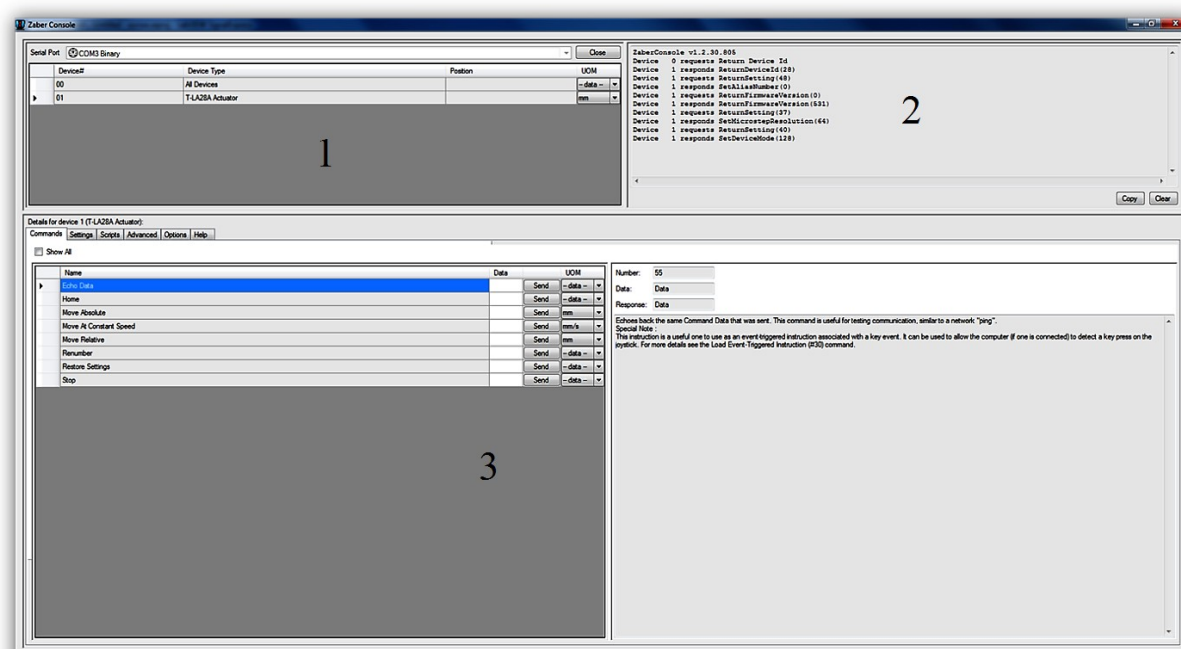 Zaber Console
Serial Port COM3 Binary Close
Device# Device Type Position UOM
00 All Devices -- data --
01 T-LA28A Actuator mm
1
ZaberConsole v1.2.30.805
Device 0 requests Return Device Id
Device 1 responds ReturnDeviceId(28)
Device 1 requests ReturnSetting(48)
Device 1 responds SetAliasNumber(0)
Device 1 requests ReturnFirmwareVersion(0)
Device 1 responds ReturnFirmwareVersion(531)
Device 1 requests ReturnSetting(37)
Device 1 responds SetMicrostepResolution(64)
Device 1 requests ReturnSetting(40)
Device 1 responds SetDeviceMode(128)
2
Copy Clear
Details for device 1 (T-LA28A Actuator):
Commands Settings Scripts Advanced Options Help
Show All
Name Data UOM
Echo Data Send -- data --
Home Send -- data --
Move Absolute Send mm
Move At Constant Speed Send mm/s
Move Relative Send mm
Renumber Send -- data --
Restore Settings Send -- data --
Stop Send -- data --
3
Number: 55
Data: Data
Response: Data
Echoes back the same Command Data that was sent. This command is useful for testing communication, similar to a network "ping".
Special Note :
This instruction is a useful one to use as an event-triggered instruction associated with a key event. It can be used to allow the computer (if one is connected) to detect a key press on the
joystick. For more details see the Load Event-Triggered Instruction (#30) command.